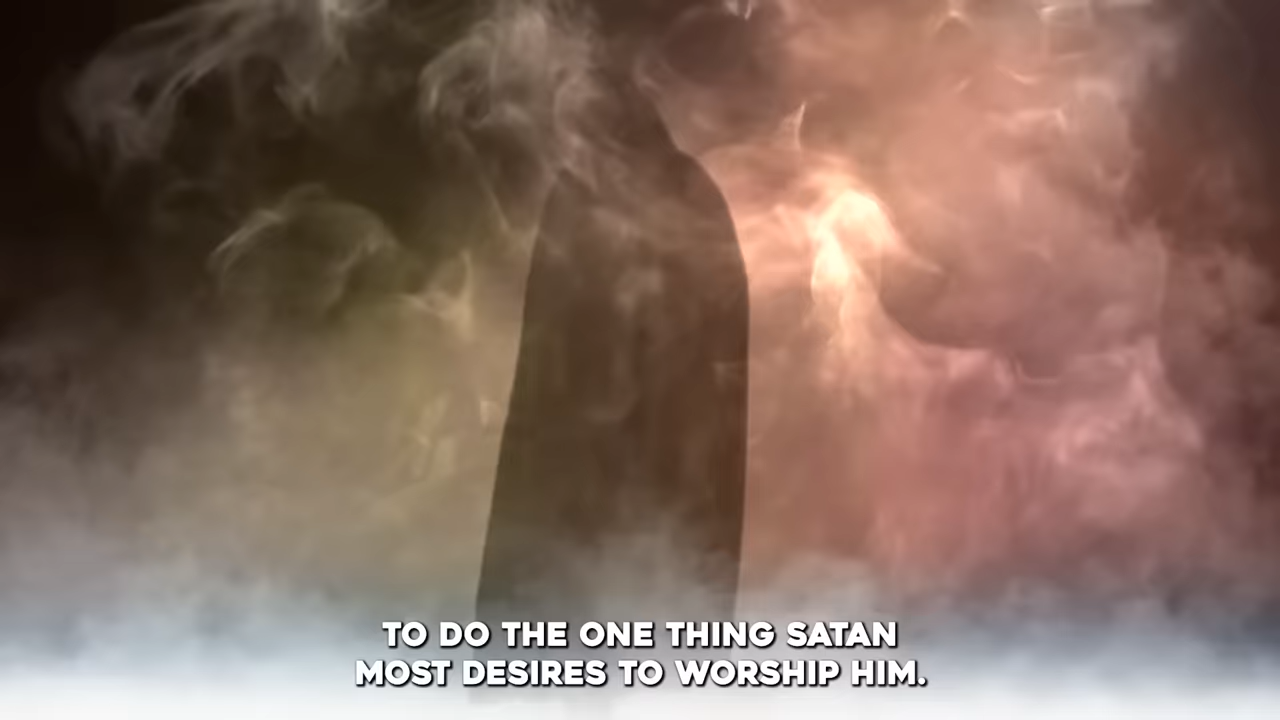 TO DO THE ONE THING SATAN
MOST DESIRES TO WORSHIP HIM.